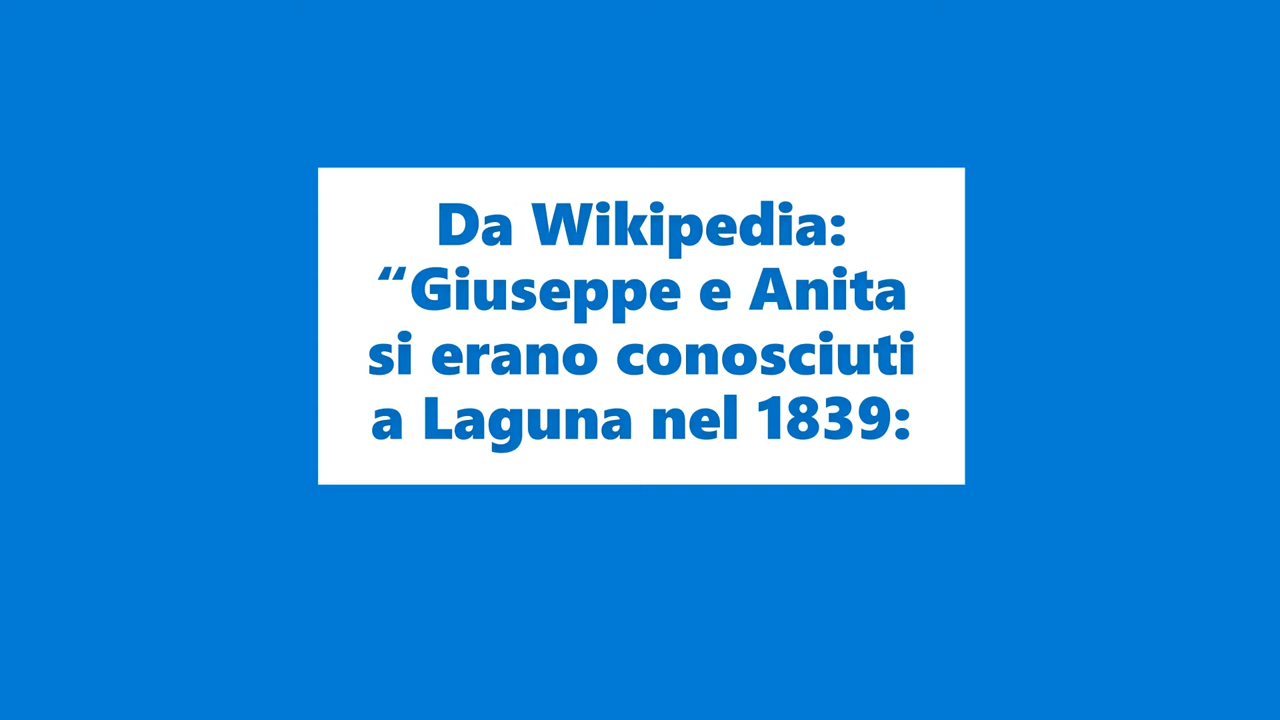 Da Wikipedia:
“Giuseppe e Anita
si erano conosciuti
a Laguna nel 1839: